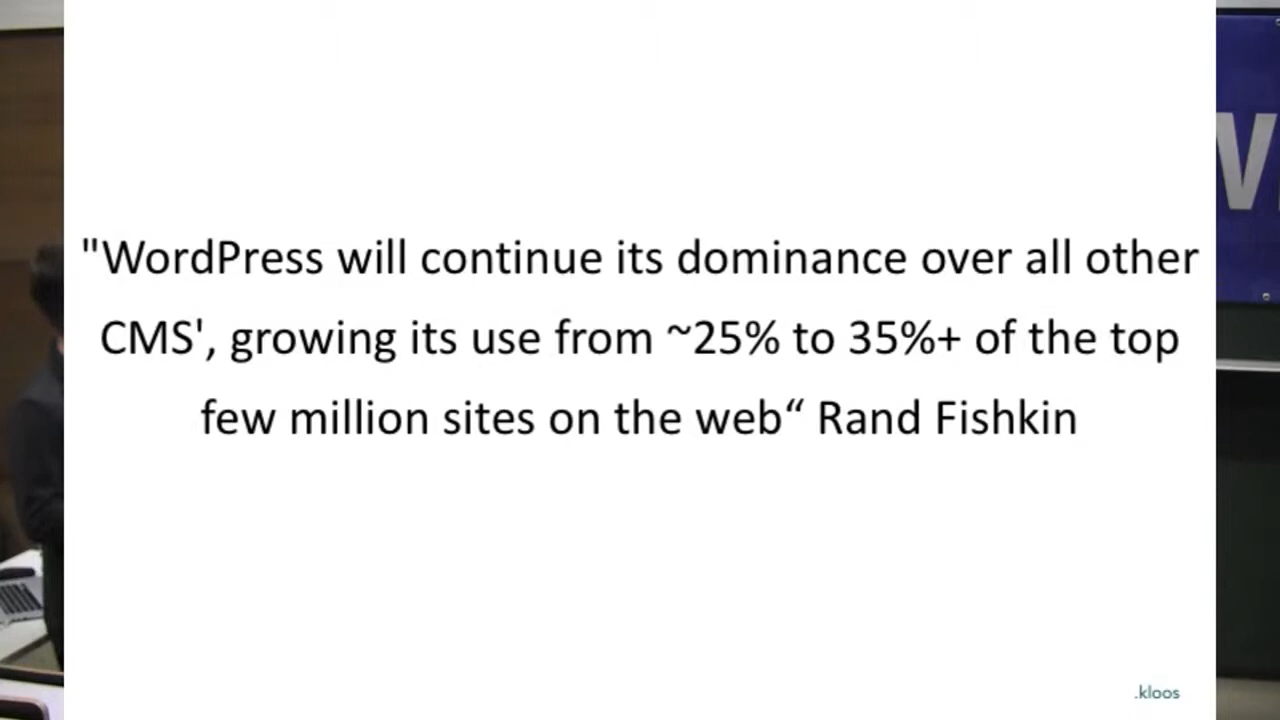 "WordPress will continue its dominance over all other
CMS', growing its use from ~25% to 35%+ of the top
few million sites on the web“ Rand Fishkin
.kloos